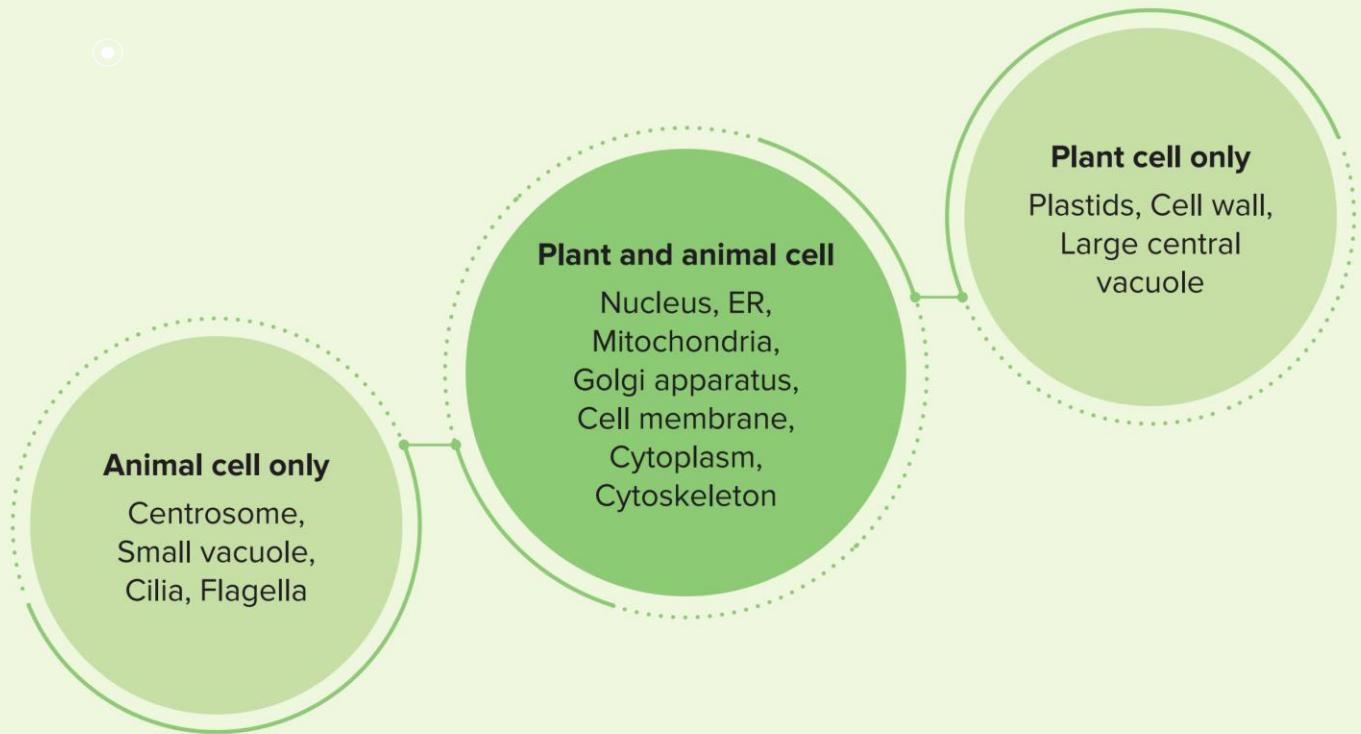 Animal cell only
Centrosome,
Small vacuole,
Cilia, Flagella
Plant and animal cell
Nucleus, ER,
Mitochondria,
Golgi apparatus,
Cell membrane,
Cytoplasm,
Cytoskeleton
Plant cell only
Plastids, Cell wall,
Large central
vacuole